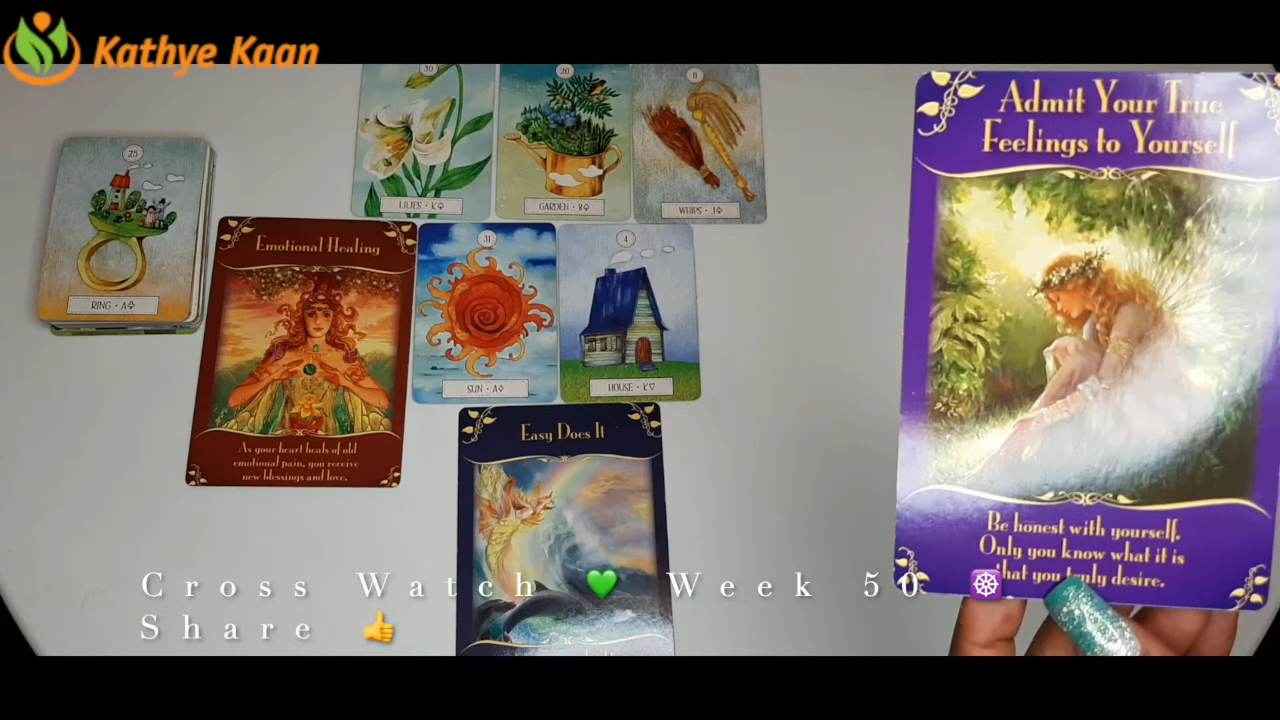 Kathye Kaan
30
20
11
LILIES • K♤
GARDEN • 8♤
WHIPS • J♧
Admit Your True
Feelings to Yourself
25
RING • A♧
Emotional Healing
As your heart heals of old
emotional pain, you receive
new blessings and love.
31
SUN • A♢
4
HOUSE • K♡
Easy Does It
Be honest with yourself.
Only you know what it is
that you truly desire.
Cross Watch 💚 Week 50 ☸️
Share 👍